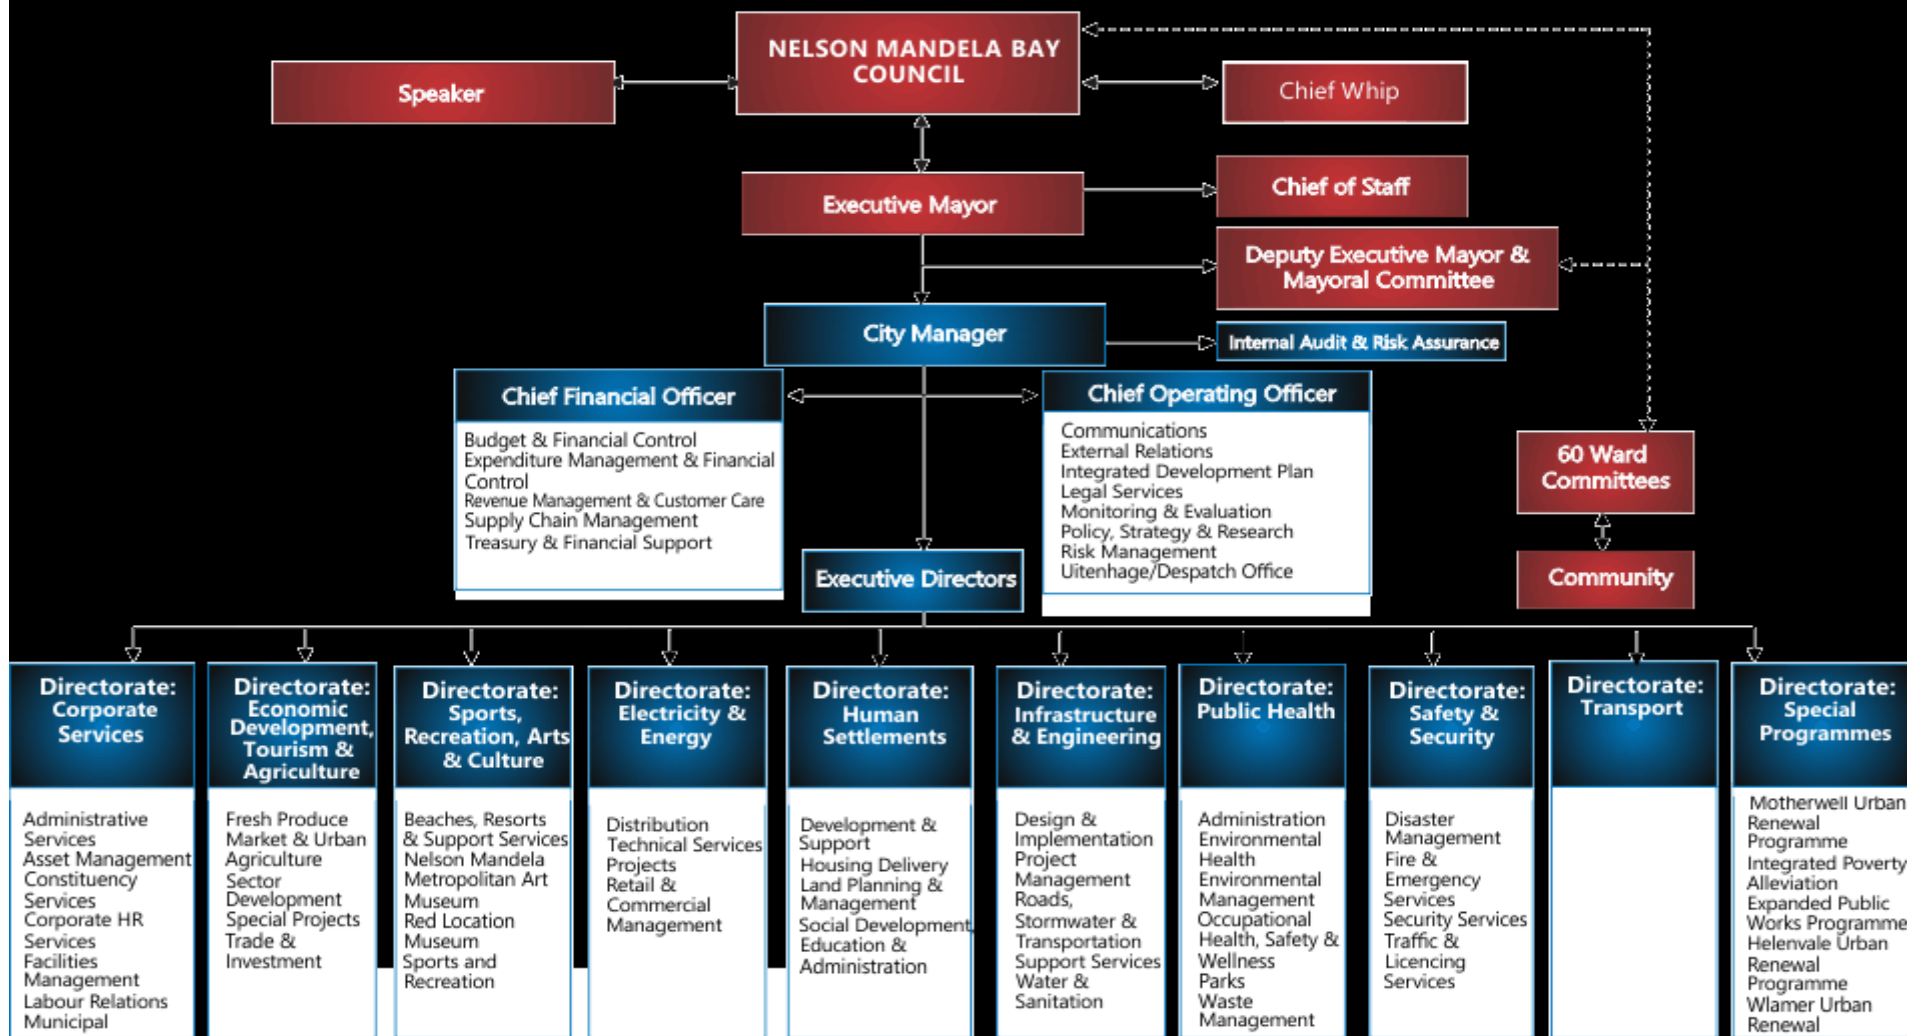 NELSON MANDELA BAY
COUNCIL
Speaker
Chief Whip
Executive Mayor
Chief of Staff
Deputy Executive Mayor &
Mayoral Committee
City Manager
Internal Audit & Risk Assurance
Chief Financial Officer
Budget & Financial Control
Expenditure Management & Financial
Control
Revenue Management & Customer Care
Supply Chain Management
Treasury & Financial Support
Chief Operating Officer
Communications
External Relations
Integrated Development Plan
Legal Services
Monitoring & Evaluation
Policy, Strategy & Research
Risk Management
Uitenhage/Despatch Office
60 Ward
Committees
Community
Executive Directors
Directorate:
Corporate
Services
Administrative
Services
Asset Management
Constituency
Services
Corporate HR
Services
Facilities
Management
Labour Relations
Municipal
Directorate:
Economic
Development,
Tourism &
Agriculture
Fresh Produce
Market & Urban
Agriculture
Sector
Development
Special Projects
Trade &
Investment
Directorate:
Sports,
Recreation, Arts
& Culture
Beaches, Resorts
& Support Services
Nelson Mandela
Metropolitan Art
Museum
Red Location
Museum
Sports and
Recreation
Directorate:
Electricity &
Energy
Distribution
Technical Services
Projects
Retail &
Commercial
Management
Directorate:
Human
Settlements
Development &
Support
Housing Delivery
Land Planning &
Management
Social Development,
Education &
Administration
Directorate:
Infrastructure
& Engineering
Design &
Implementation
Project
Management
Roads,
Stormwater &
Transportation
Support Services
Water &
Sanitation
Directorate:
Public Health
Administration
Environmental
Health
Environmental
Management
Occupational
Health, Safety &
Wellness
Parks
Waste
Management
Directorate:
Safety &
Security
Disaster
Management
Fire &
Emergency
Services
Security Services
Traffic &
Licencing
Services
Directorate:
Transport
Directorate:
Special
Programmes
Motherwell Urban
Renewal
Programme
Integrated Poverty
Alleviation
Expanded Public
Works Programme
Helenvale Urban
Renewal
Programme
Wlamer Urban
Renewal